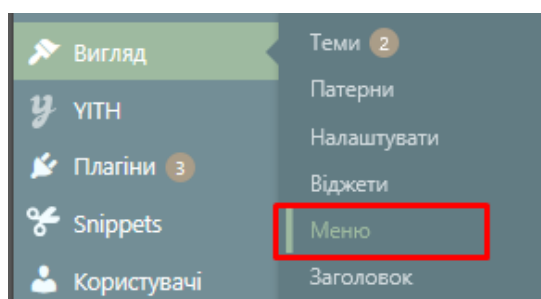 Вигляд
YITH
Плагіни 3
Snippets
Користувачі
Теми 2
Патерни
Налаштувати
Віджети
Меню
Заголовок